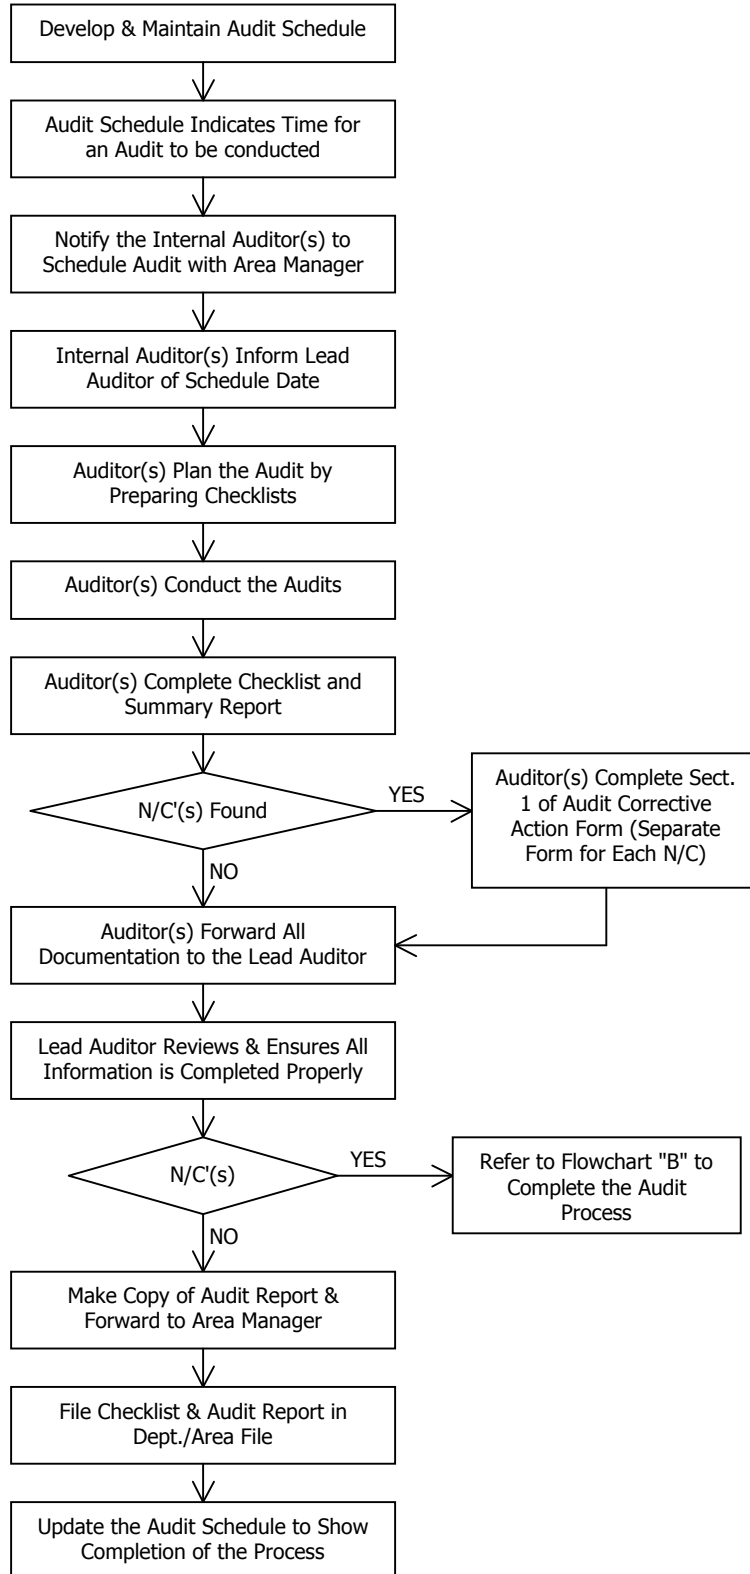 Develop & Maintain Audit Schedule
Audit Schedule Indicates Time for
an Audit to be conducted
Notify the Internal Auditor(s) to
Schedule Audit with Area Manager
Internal Auditor(s) Inform Lead
Auditor of Schedule Date
Auditor(s) Plan the Audit by
Preparing Checklists
Auditor(s) Conduct the Audits
Auditor(s) Complete Checklist and
Summary Report
N/C'(s) Found
YES
Auditor(s) Complete Sect.
1 of Audit Corrective
Action Form (Separate
Form for Each N/C)
NO
Auditor(s) Forward All
Documentation to the Lead Auditor
Lead Auditor Reviews & Ensures All
Information is Completed Properly
N/C'(s)
YES
Refer to Flowchart "B" to
Complete the Audit
Process
NO
Make Copy of Audit Report &
Forward to Area Manager
File Checklist & Audit Report in
Dept./Area File
Update the Audit Schedule to Show
Completion of the Process